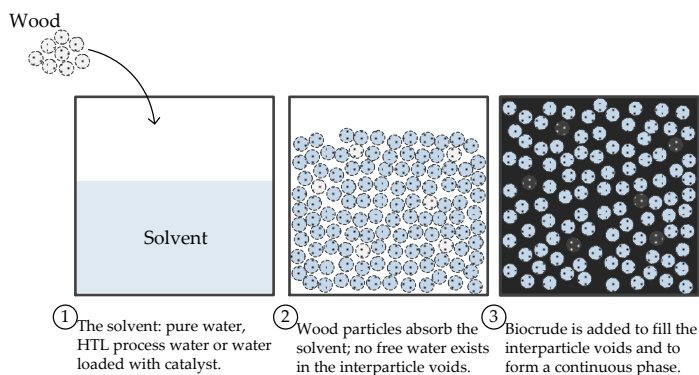 Wood
Solvent
1
The solvent: pure water,
HTL process water or water
loaded with catalyst.
2
Wood particles absorb the
solvent; no free water exists
in the interparticle voids.
3
Biocrude is added to fill the
interparticle voids and to
form a continuous phase.